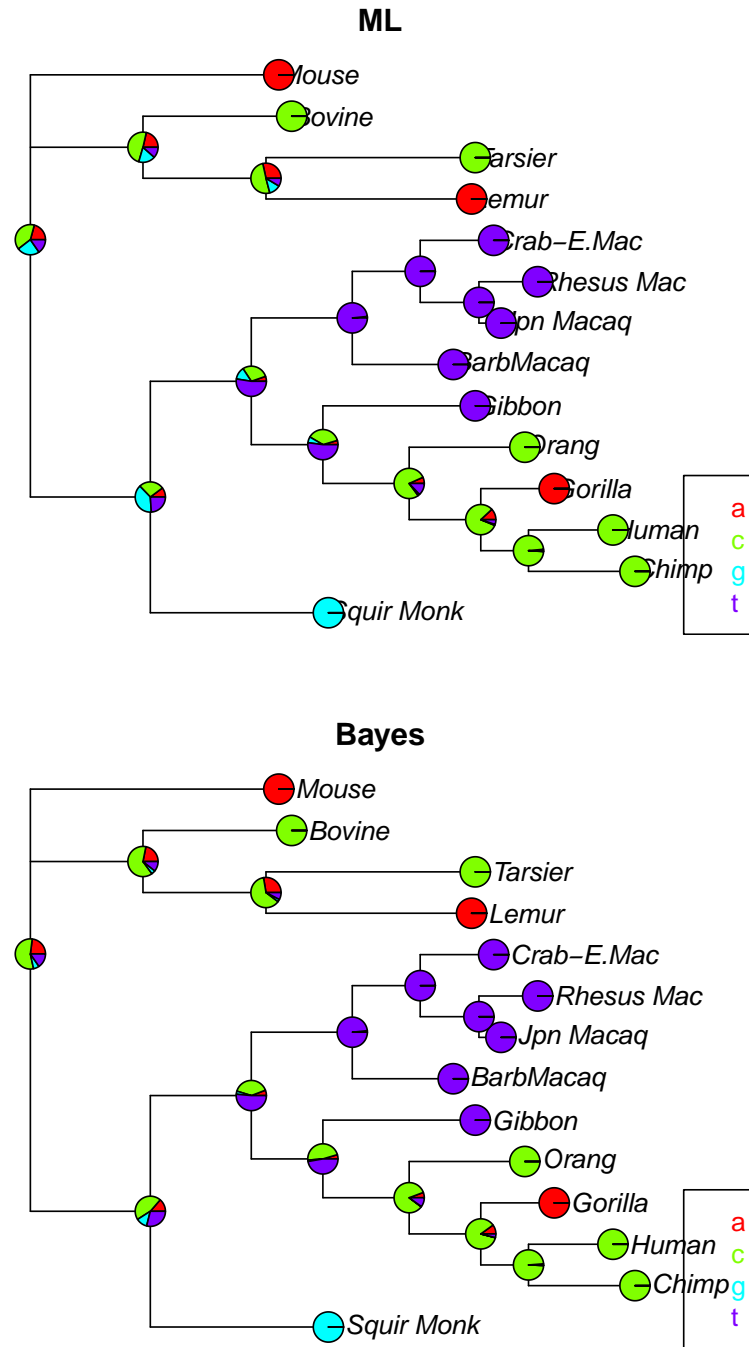 ML
Mouse
Bovine
Tarsier
Lemur
Crab-E.Mac
Rhesus Mac
Jpn Macaq
BarbMacaq
Gibbon
Orang
Gorilla
Human
Chimp
Squir Monk
a
c
g
t
Bayes
Mouse
Bovine
Tarsier
Lemur
Crab-E.Mac
Rhesus Mac
Jpn Macaq
BarbMacaq
Gibbon
Orang
Gorilla
Human
Chimp
Squir Monk
a
c
g
t